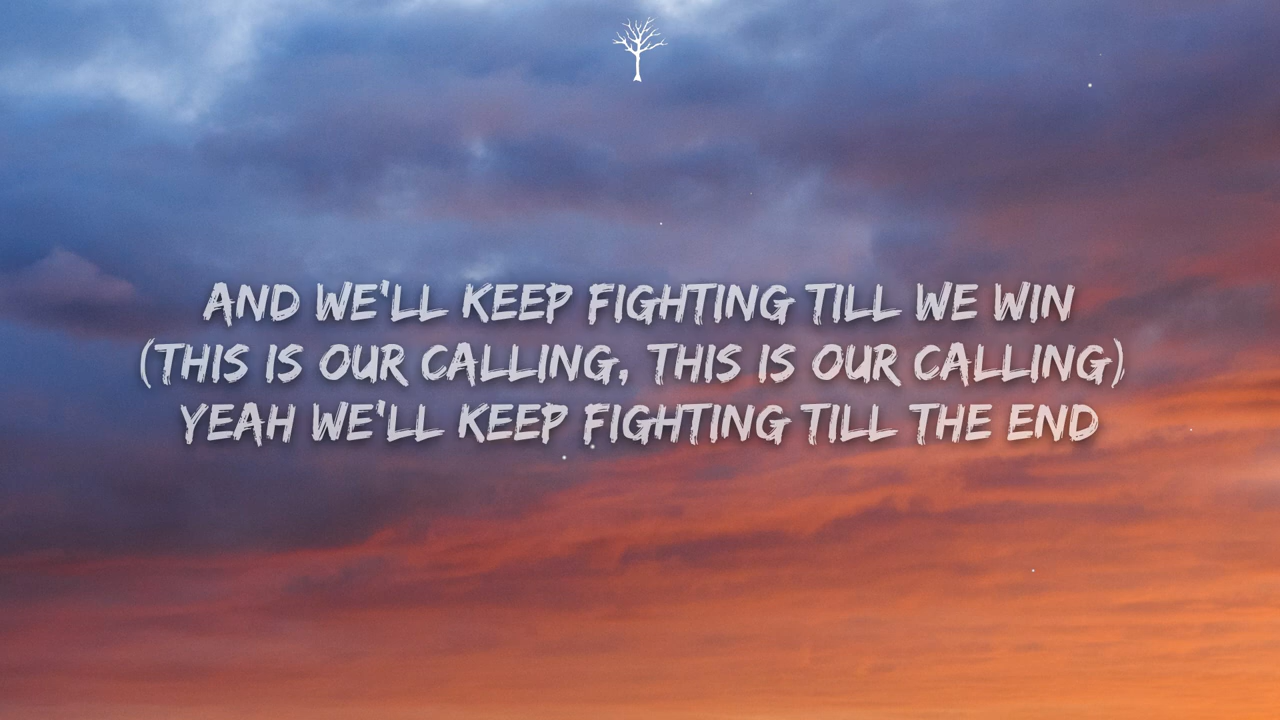 AND WE'LL KEEP FIGHTING TILL WE WIN
(THIS IS OUR CALLING, THIS IS OUR CALLING)
YEAH WE'LL KEEP FIGHTING TILL THE END